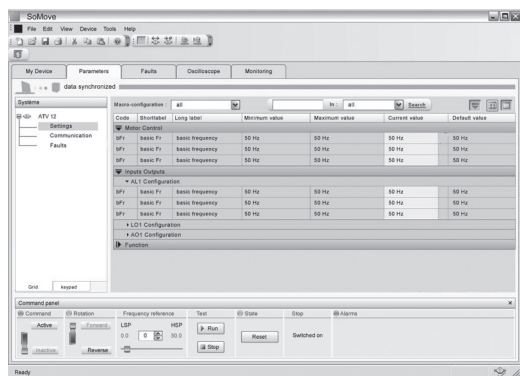 SoMove
File Edit View Device Tools Help
My Device Parameters Faults Oscilloscope Monitoring
data synchronized
Système
ATV 12
Settings
Communication
Faults
Grid keypad
Macro-configuration : all In : all Search
Code Shortlabel Long label Minimum value Maximum value Current value Default value
Motor Control
bFr basic Fr basic frequency 50 Hz 50 Hz 50 Hz 50 Hz
bFr basic Fr basic frequency 50 Hz 50 Hz 50 Hz 50 Hz
bFr basic Fr basic frequency 50 Hz 50 Hz 50 Hz 50 Hz
Inputs Outputs
AL1 Configuration
bFr basic Fr basic frequency 50 Hz 50 Hz 50 Hz 50 Hz
bFr basic Fr basic frequency 50 Hz 50 Hz 50 Hz 50 Hz
bFr basic Fr basic frequency 50 Hz 50 Hz 50 Hz 50 Hz
LO1 Configuration
AO1 Configuration
Function
Command panel
Command Rotation Frequency reference Test State Stop Alarms
Active Forward LSP HSP Run
0.0 0 50.0 Reset Switched on
Inactive Reverse Stop
Ready